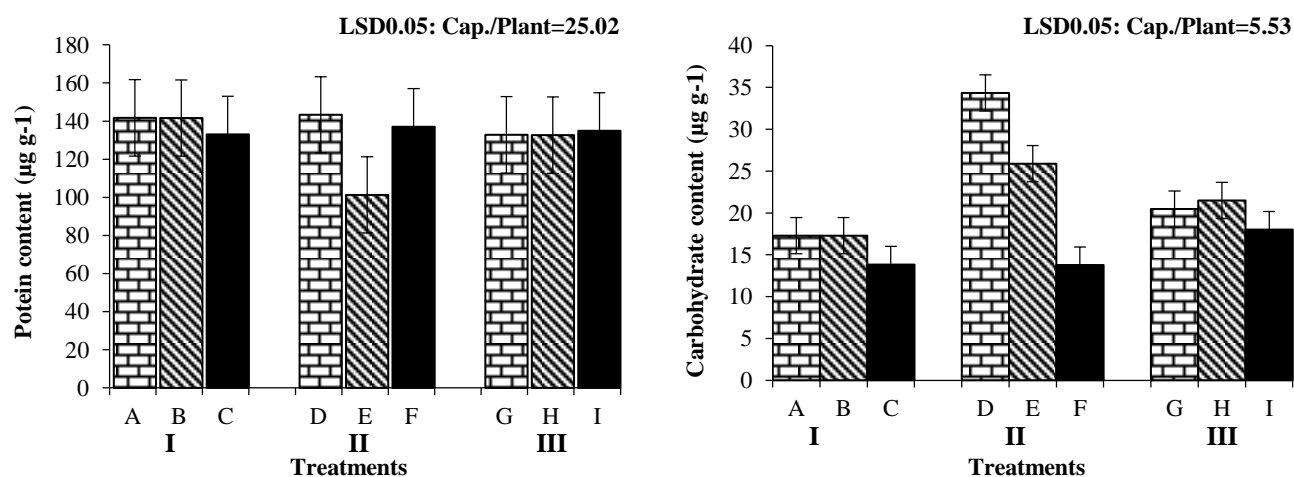 LSD0.05: Cap./Plant=25.02
Potein content (µg g-1)
180
160
140
120
100
80
60
40
20
0
A B C D E F G H I
I II III
Treatments
LSD0.05: Cap./Plant=5.53
Carbohydrate content (µg g-1)
40
35
30
25
20
15
10
5
0
A B C D E F G H I
I II III
Treatments